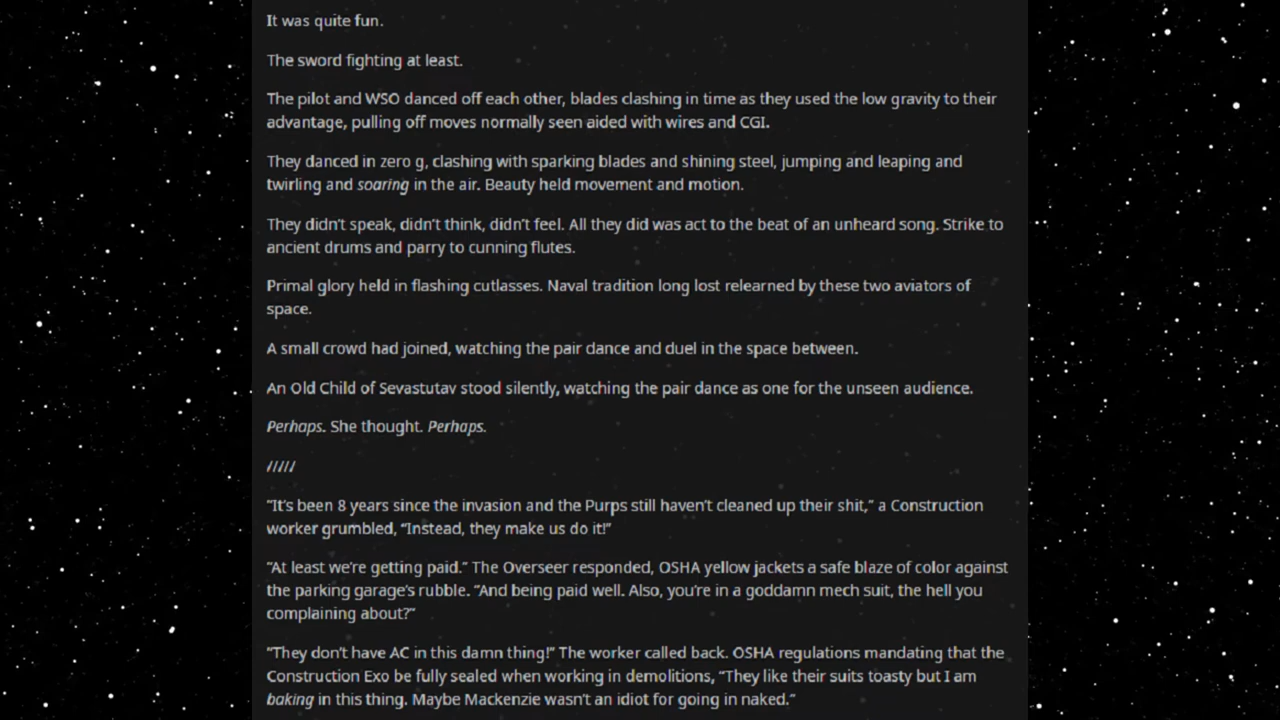 It was quite fun.
The sword fighting at least.
The pilot and WSO danced off each other, blades clashing in time as they used the low gravity to their
advantage, pulling off moves normally seen aided with wires and CGI.
They danced in zero g, clashing with sparking blades and shining steel, jumping and leaping and
twirling and soaring in the air. Beauty held movement and motion.
They didn’t speak, didn’t think, didn’t feel. All they did was act to the beat of an unheard song. Strike to
ancient drums and parry to cunning flutes.
Primal glory held in flashing cutlasses. Naval tradition long lost relearned by these two aviators of
space.
A small crowd had joined, watching the pair dance and duel in the space between.
An Old Child of Sevastutav stood silently, watching the pair dance as one for the unseen audience.
Perhaps. She thought. Perhaps.
/////
“It’s been 8 years since the invasion and the Purps still haven’t cleaned up their shit,” a Construction
worker grumbled, “Instead, they make us do it!”
“At least we’re getting paid.” The Overseer responded, OSHA yellow jackets a safe blaze of color against
the parking garage’s rubble. “And being paid well. Also, you’re in a goddamn mech suit, the hell you
complaining about?”
“They don’t have AC in this damn thing!” The worker called back. OSHA regulations mandating that the
Construction Exo be fully sealed when working in demolitions, “They like their suits toasty but I am
baking in this thing. Maybe Mackenzie wasn’t an idiot for going in naked.”